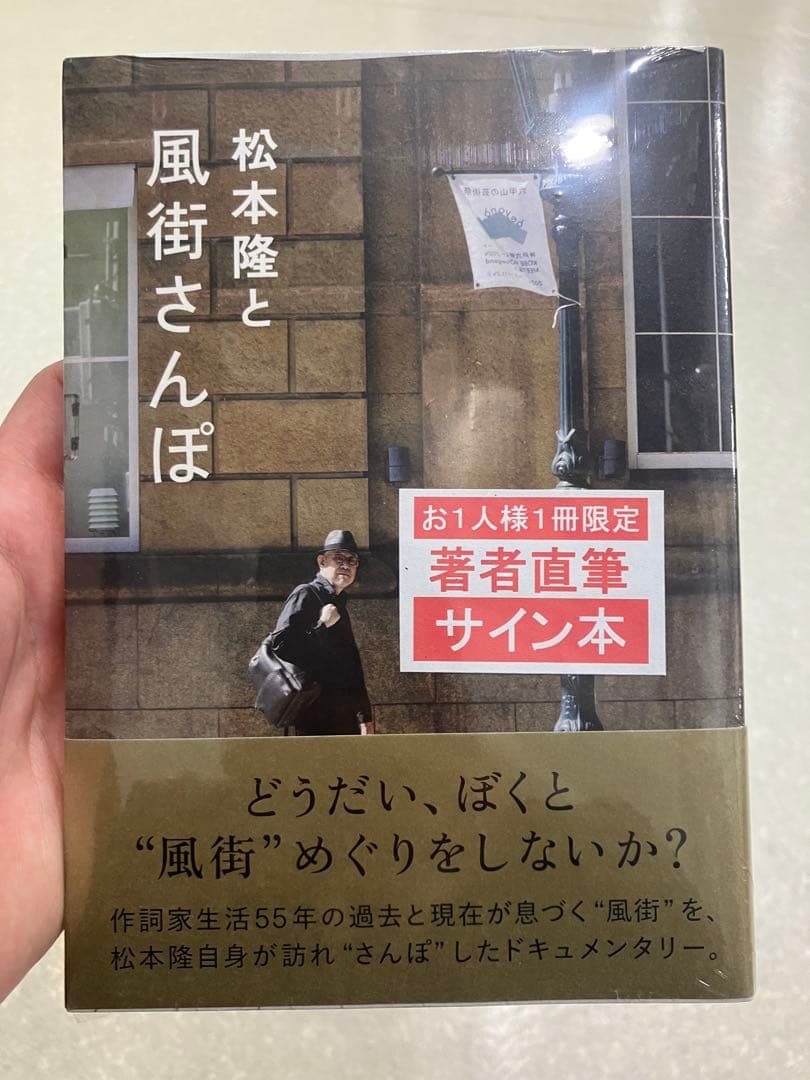 松本隆と
風街さんぽ
お1人様1冊限定
著者直筆
サイン本
どうだい、ぼくと
“風街”めぐりをしないか?
作詞家生活55年の過去と現在が息づく“風街”を、
松本隆自身が訪れ“さんぽ”したドキュメンタリー。